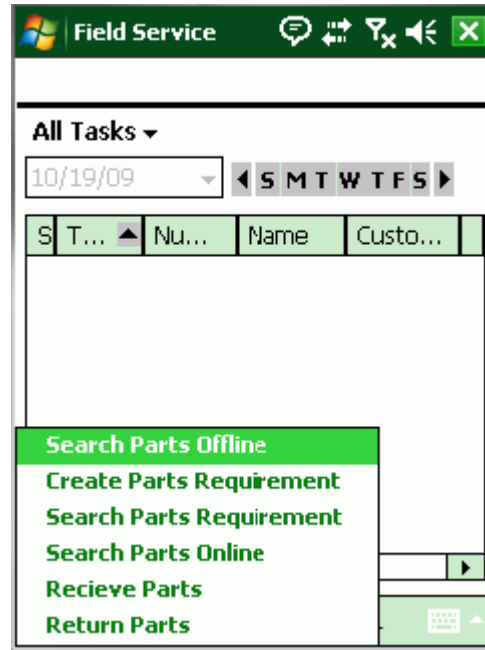 Field Service
All Tasks
10/19/09 S M T W T F S
S T... Nu... Name Custo...
Search Parts Offline
Create Parts Requirement
Search Parts Requirement
Search Parts Online
Recieve Parts
Return Parts